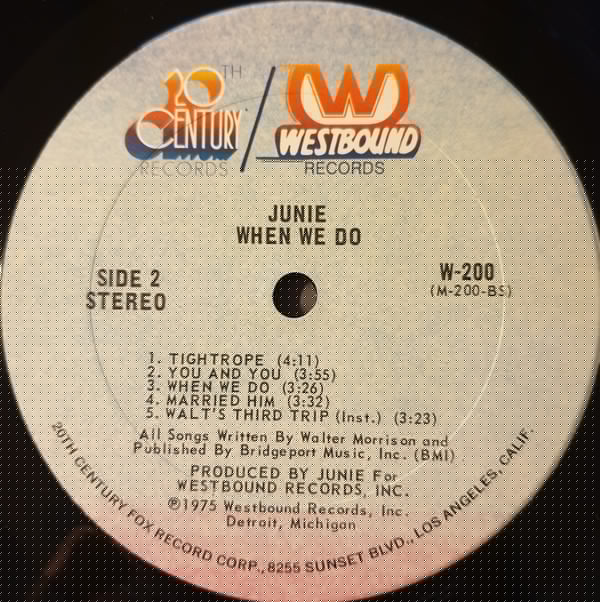 20TH
CENTURY
RECORDS
W
WESTBOUND
RECORDS
JUNIE
WHEN WE DO
SIDE 2
STEREO
W-200
(M-200-BS)
1. TIGHTROPE (4:11)
2. YOU AND YOU (3:55)
3. WHEN WE DO (3:26)
4. MARRIED HIM (3:32)
5. WALT'S THIRD TRIP (Inst.) (3:23)
All Songs Written By Walter Morrison and
Published By Bridgeport Music, Inc. (BMI)
PRODUCED BY JUNIE For
WESTBOUND RECORDS, INC.
℗1975 Westbound Records, Inc.
Detroit, Michigan
20TH CENTURY FOX RECORD CORP., 8255 SUNSET BLVD., LOS ANGELES, CALIF.